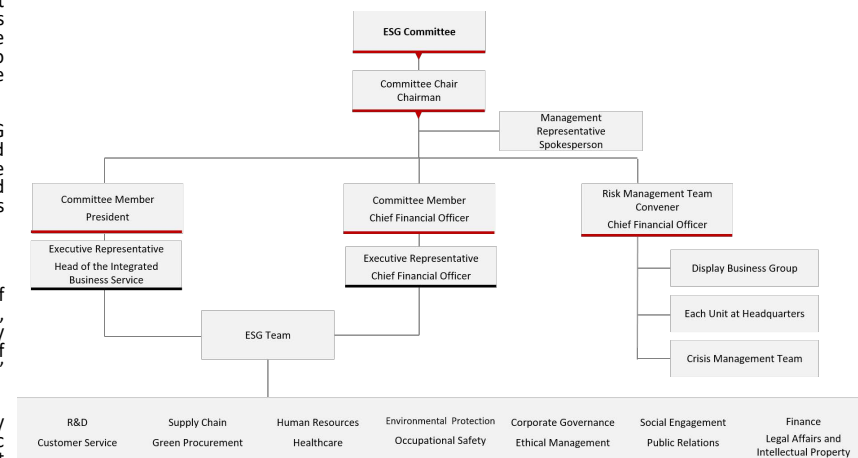 ESG Committee
Committee Chair
Chairman
Management
Representative
Spokesperson
Committee Member
President
Committee Member
Chief Financial Officer
Risk Management Team
Convener
Chief Financial Officer
Executive Representative
Head of the Integrated
Business Service
Executive Representative
Chief Financial Officer
Display Business Group
Each Unit at Headquarters
Crisis Management Team
ESG Team
R&D
Customer Service
Supply Chain
Green Procurement
Human Resources
Healthcare
Environmental Protection
Occupational Safety
Corporate Governance
Ethical Management
Social Engagement
Public Relations
Finance
Legal Affairs and
Intellectual Property